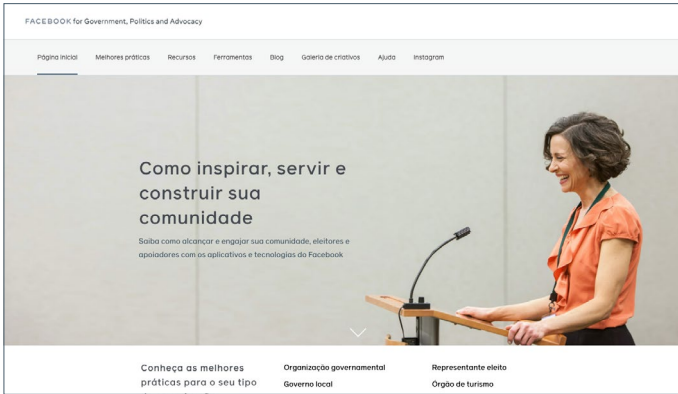 FACEBOOK for Government, Politics and Advocacy
Página inicial Melhores práticas Recursos Ferramentas Blog Galeria de criativos Ajuda Instagram
Como inspirar, servir e
construir sua
comunidade
Saiba como alcançar e engajar sua comunidade, eleitores e
apoiadores com os aplicativos e tecnologias do Facebook
Conheça as melhores
práticas para o seu tipo
Organização governamental
Governo local
Representante eleito
Órgão de turismo